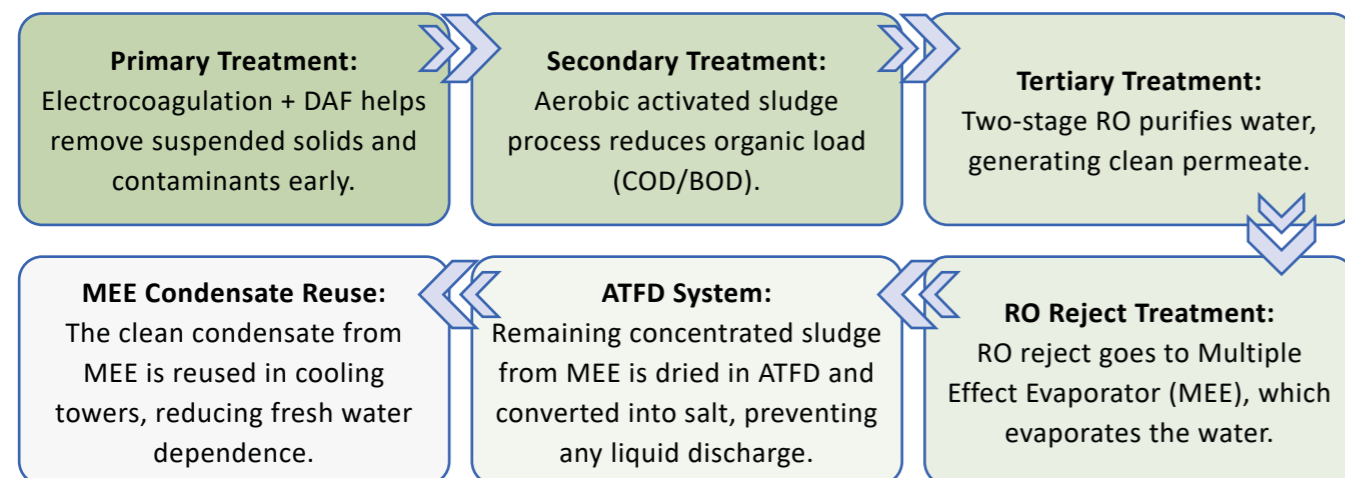 Primary Treatment:
Electrocoagulation + DAF helps
remove suspended solids and
contaminants early.
Secondary Treatment:
Aerobic activated sludge
process reduces organic load
(COD/BOD).
Tertiary Treatment:
Two-stage RO purifies water,
generating clean permeate.
RO Reject Treatment:
RO reject goes to Multiple
Effect Evaporator (MEE), which
evaporates the water.
ATFD System:
Remaining concentrated sludge
from MEE is dried in ATFD and
converted into salt, preventing
any liquid discharge.
MEE Condensate Reuse:
The clean condensate from
MEE is reused in cooling
towers, reducing fresh water
dependence.